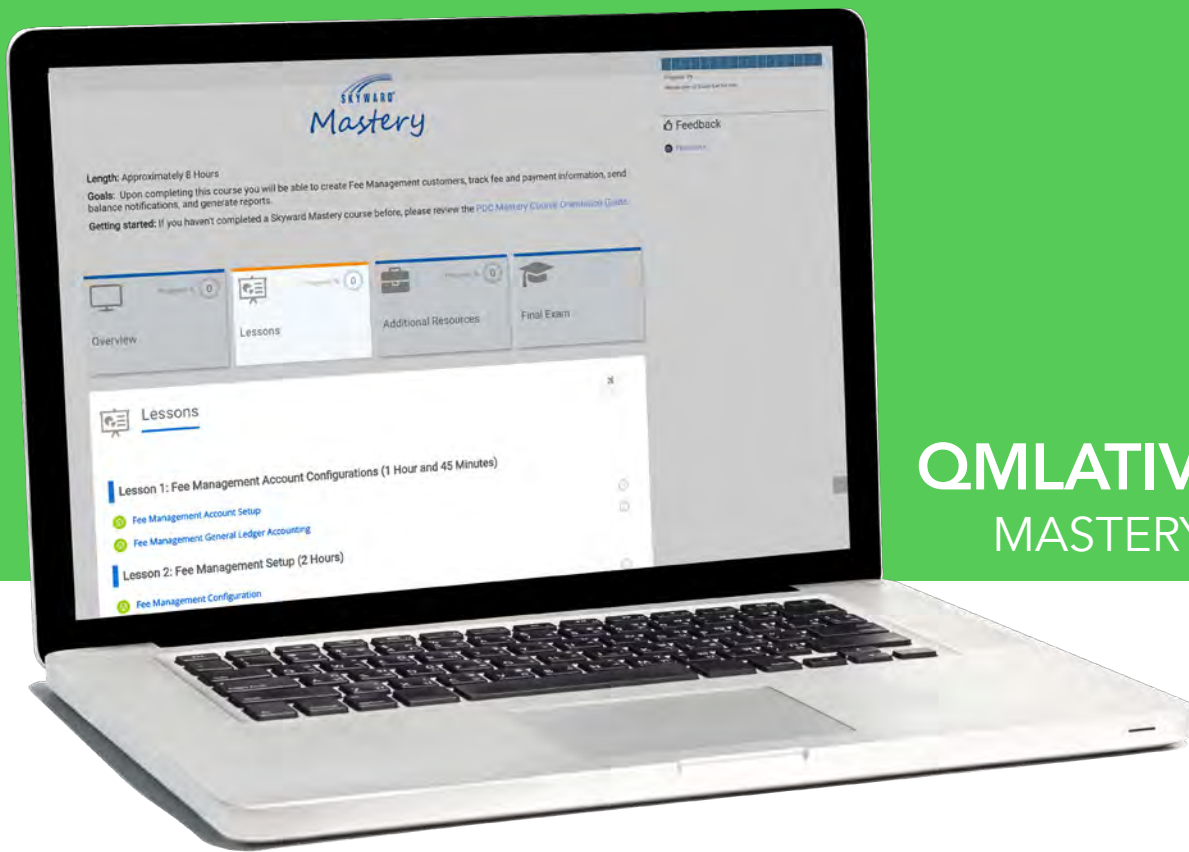 SKYWARD
Mastery
Length: Approximately 8 Hours
Goals: Upon completing this course you will be able to create Fee Management customers, track fee and payment information, send
balance notifications, and generate reports.
Getting started: If you haven't completed a Skyward Mastery course before, please review the PDC Mastery Course Orientation Guide.
Feedback
Progress % 0
Overview
Progress % 0
Lessons
Progress % 0
Additional Resources
Final Exam
Lessons
Lesson 1: Fee Management Account Configurations (1 Hour and 45 Minutes)
Fee Management Account Setup
Fee Management General Ledger Accounting
Lesson 2: Fee Management Setup (2 Hours)
Fee Management Configuration
QMLATIV
MASTERY